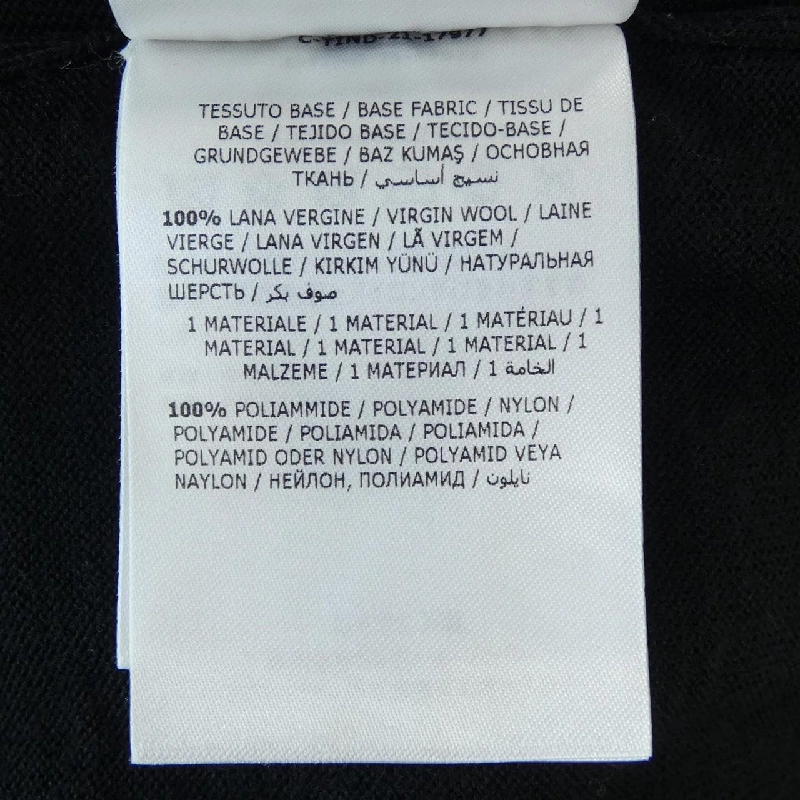 TESSUTO BASE / BASE FABRIC / TISSU DE
BASE / TEJIDO BASE / TECIDO-BASE /
GRUNDGEWEBE / BAZ KUMAŞ / ОСНОВНАЯ
ТКАНЬ / نسيج أساسي
100% LANA VERGINE / VIRGIN WOOL / LAINE
VIERGE / LANA VIRGEN / LÃ VIRGEM /
SCHURWOLLE / KIRKIM YÜNÜ / НАТУРАЛЬНАЯ
ШЕРСТЬ / صوف بكر
1 MATERIALE / 1 MATERIAL / 1 MATÉRIAU / 1
MATERIAL / 1 MATERIAL / 1 MATERIAL / 1
MALZEME / 1 МАТЕРИАЛ / 1 الخامة
100% POLIAMMIDE / POLYAMIDE / NYLON /
POLYAMIDE / POLIAMIDA / POLIAMIDA /
POLYAMID ODER NYLON / POLYAMID VEYA
NAYLON / НЕЙЛОН, ПОЛИАМИД / نايلون